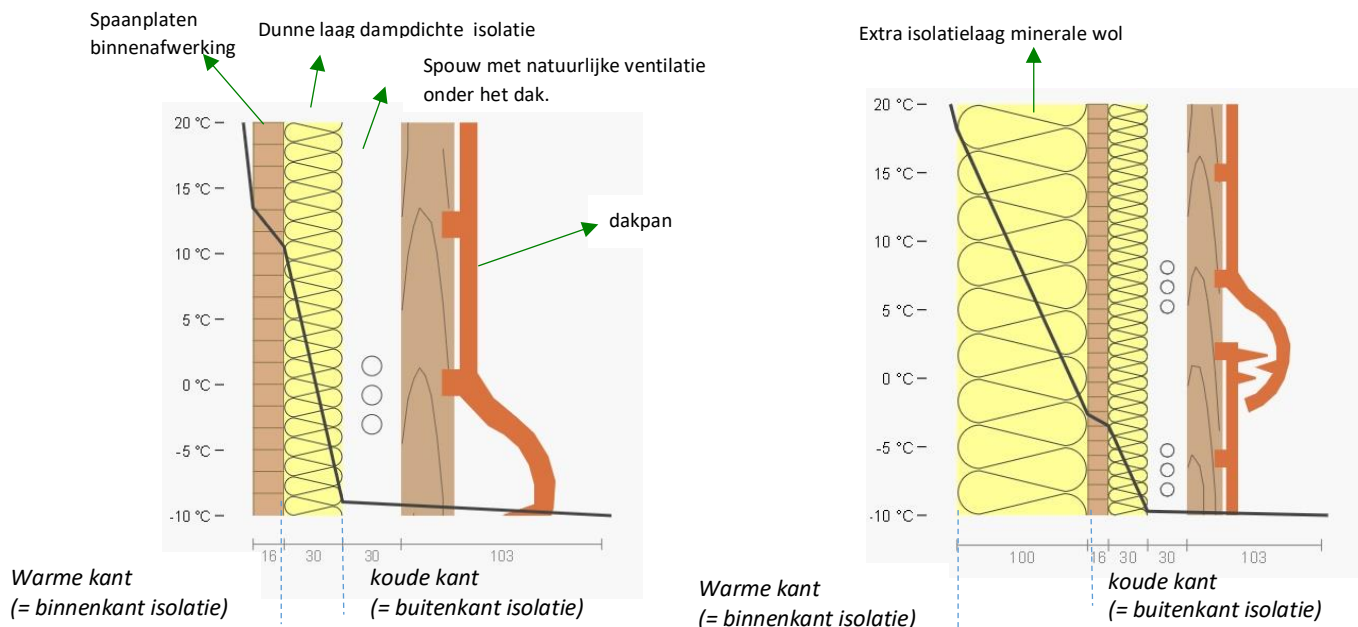 Spaanplaten
binnenafwerking
Dunne laag dampdichte isolatie
Spouw met natuurlijke ventilatie
onder het dak.
20 °C
15 °C
10 °C
5 °C
0 °C
-5 °C
-10 °C
dakpan
16
30
30
103
Warme kant
(= binnenkant isolatie)
koude kant
(= buitenkant isolatie)
Extra isolatielaag minerale wol
20 °C
15 °C
10 °C
5 °C
0 °C
-5 °C
-10 °C
100
16
30
30
103
Warme kant
(= binnenkant isolatie)
koude kant
(= buitenkant isolatie)